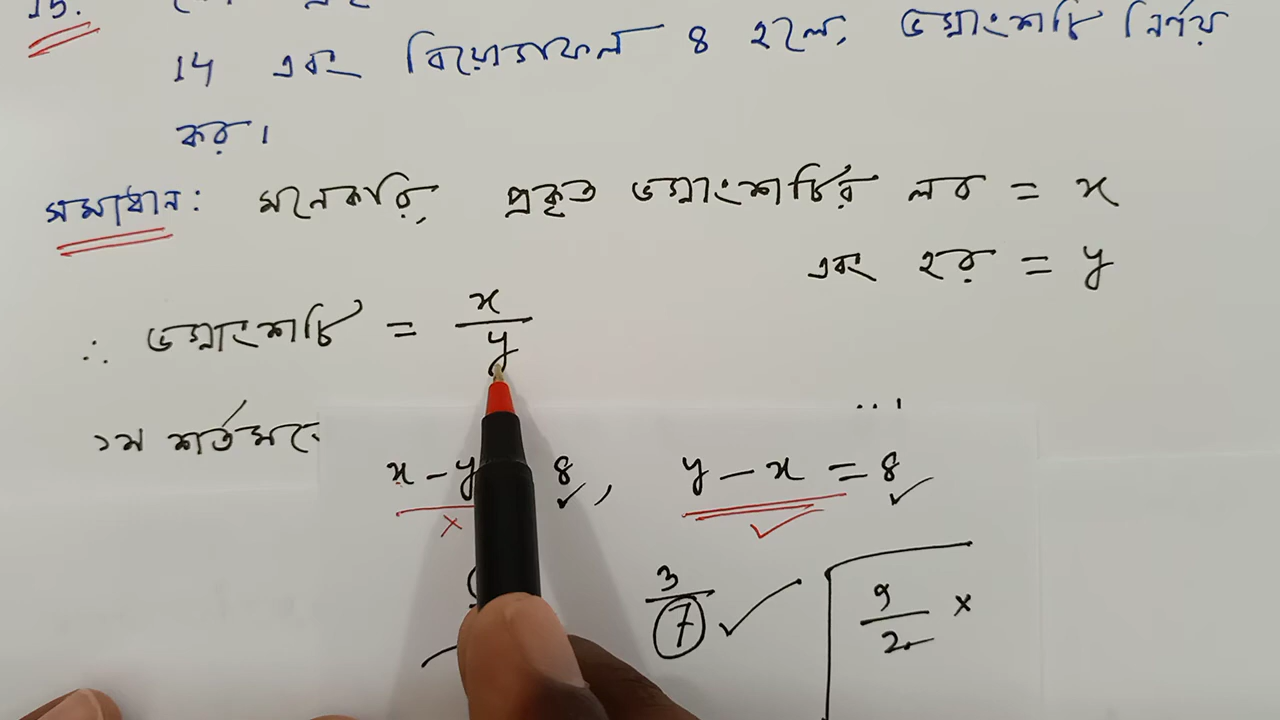 15.
14 এবং বিয়োগফল 8 হলে, ভগ্নাংশটি নির্ণয়
কর।
সমাধান: মনেকরি, প্রকৃত ভগ্নাংশটির লব = x
এবং হর = y
∴ ভগ্নাংশটি = x/y
১ম শর্তমতে
x - y 8 , y - x = 8
3/7 9/2 ×